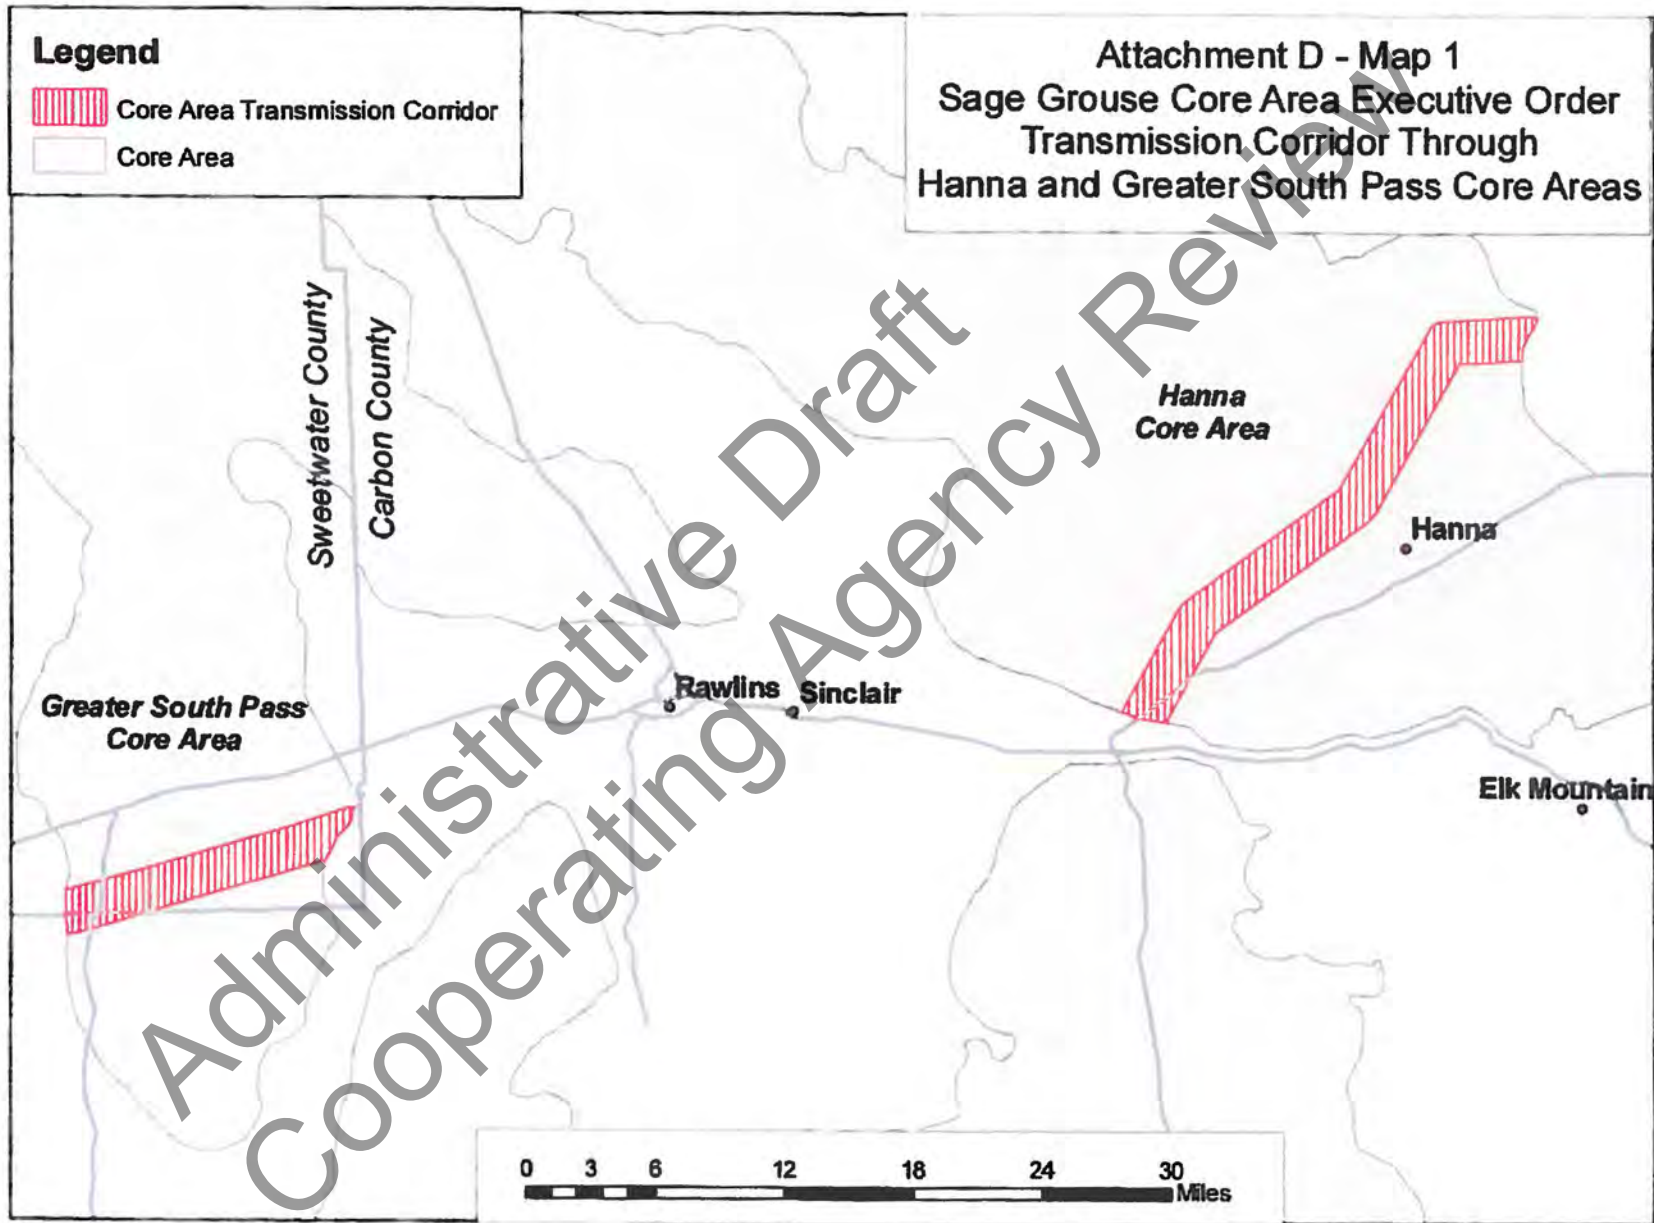 Legend
Core Area Transmission Corridor
Core Area
Attachment D - Map 1
Sage Grouse Core Area Executive Order
Transmission Corridor Through
Hanna and Greater South Pass Core Areas
Sweetwater County
Carbon County
Hanna
Core Area
Hanna
Greater South Pass
Core Area
Rawlins
Sinclair
Elk Mountain
Administrative Draft
Cooperating Agency Review
0 3 6 12 18 24 30
Miles